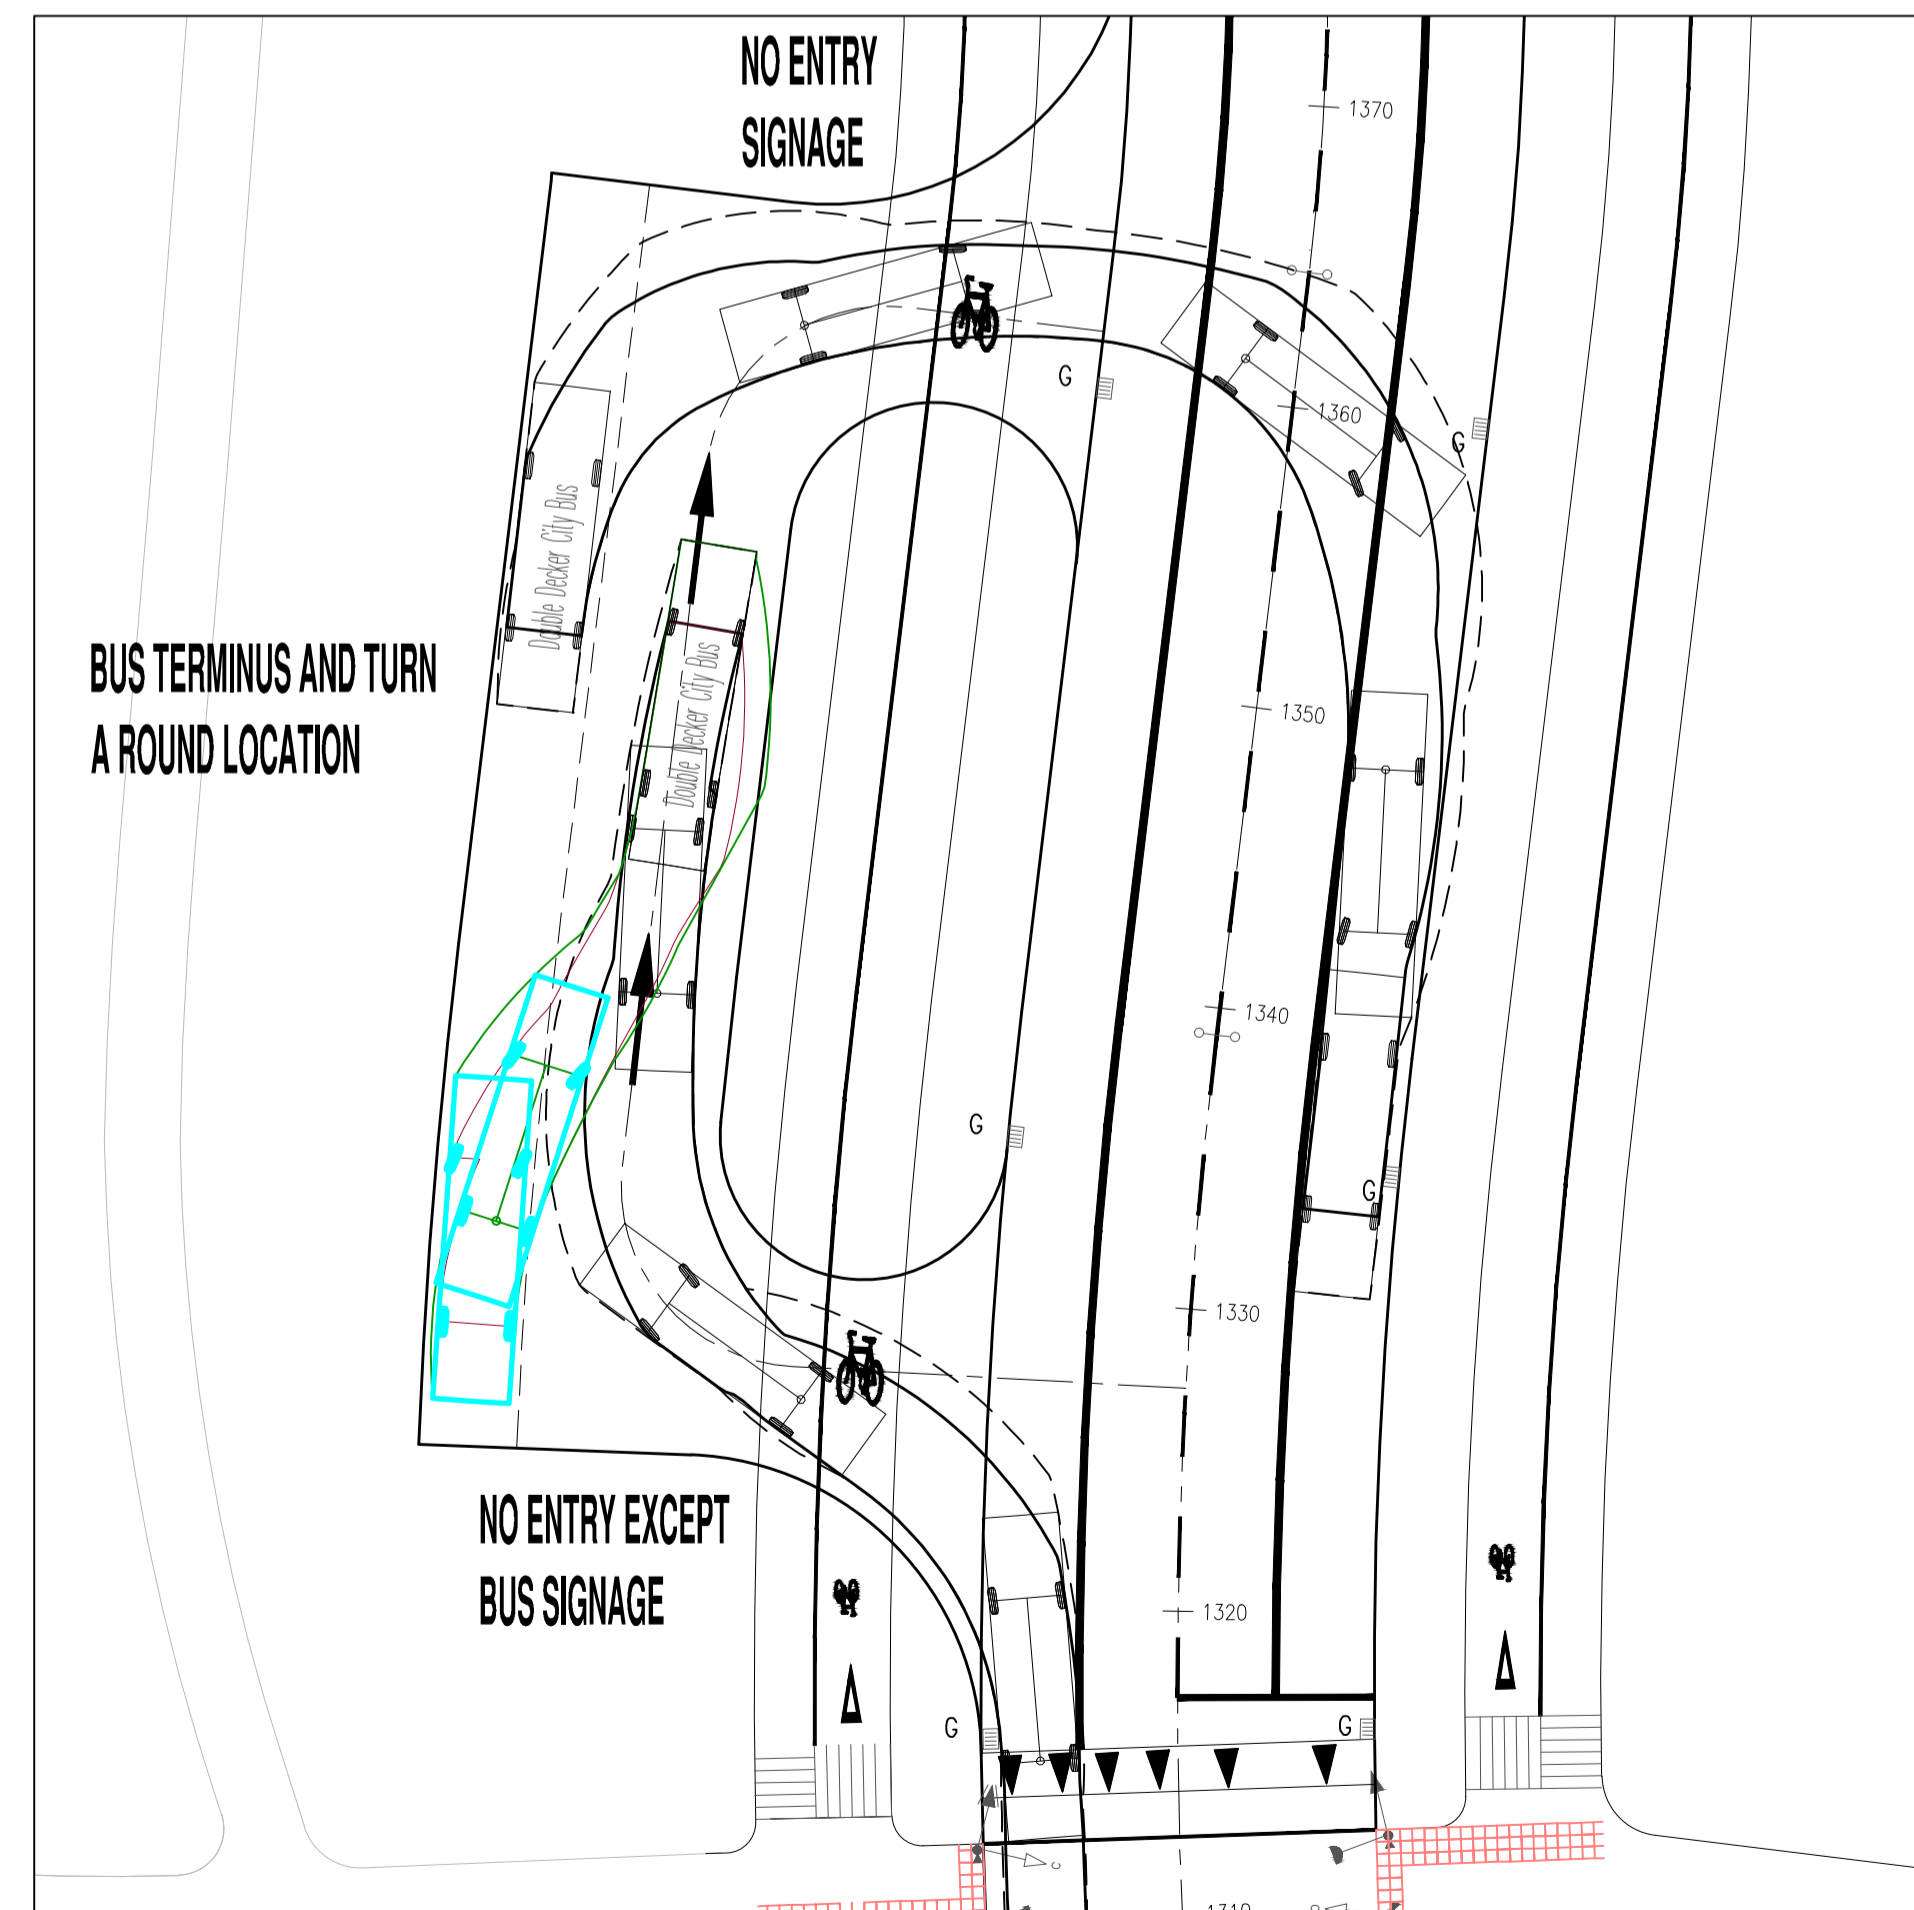 NO ENTRY
SIGNAGE
1370
G
1360
G
Double Decker City Bus
BUS TERMINUS AND TURN
A ROUND LOCATION
Double Decker City Bus
1350
1340
G
G
1330
NO ENTRY EXCEPT
BUS SIGNAGE
1320
G
G
1310